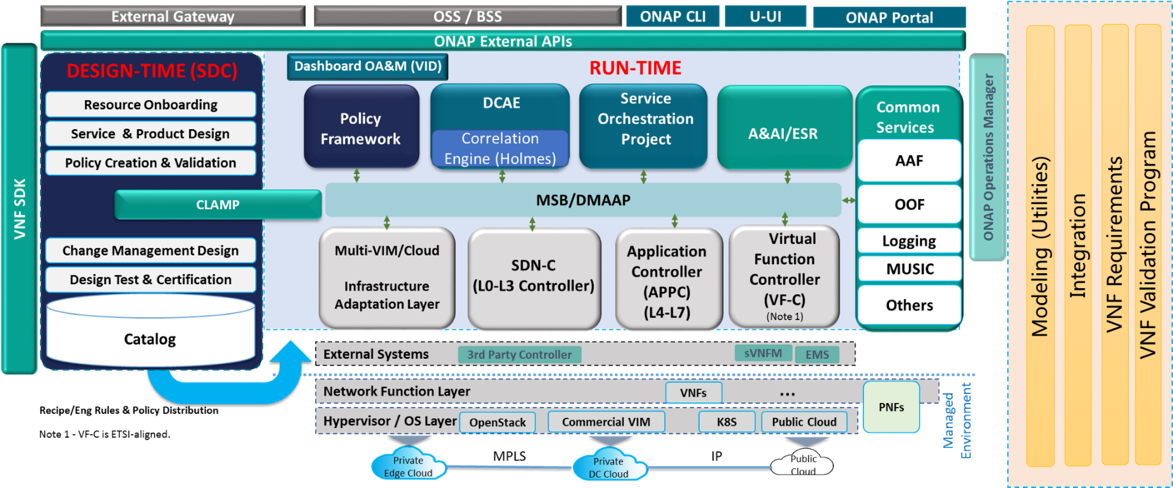 External Gateway
OSS / BSS
ONAP CLI
U-UI
ONAP Portal
ONAP External APIs
VNF SDK
DESIGN-TIME (SDC)
Resource Onboarding
Service & Product Design
Policy Creation & Validation
CLAMP
Change Management Design
Design Test & Certification
Catalog
Dashboard OA&M (VID)
RUN-TIME
Policy
Framework
DCAE
Correlation
Engine (Holmes)
Service
Orchestration
Project
A&AI/ESR
MSB/DMAAP
Multi-VIM/Cloud
Infrastructure
Adaptation Layer
SDN-C
(L0-L3 Controller)
Application
Controller
(APPC)
(L4-L7)
Virtual
Function
Controller
(VF-C)
(Note 1)
Common
Services
AAF
OOF
Logging
MUSIC
Others
ONAP Operations Manager
Modeling (Utilities)
Integration
VNF Requirements
VNF Validation Program
External Systems
3rd Party Controller
sVNFM
EMS
Network Function Layer
VNFs
...
PNFs
Hypervisor / OS Layer
OpenStack
Commercial VIM
K8S
Public Cloud
Managed
Environment
Recipe/Eng Rules & Policy Distribution
Note 1 - VF-C is ETSI-aligned.
Private
Edge Cloud
MPLS
Private
DC Cloud
IP
Public
Cloud